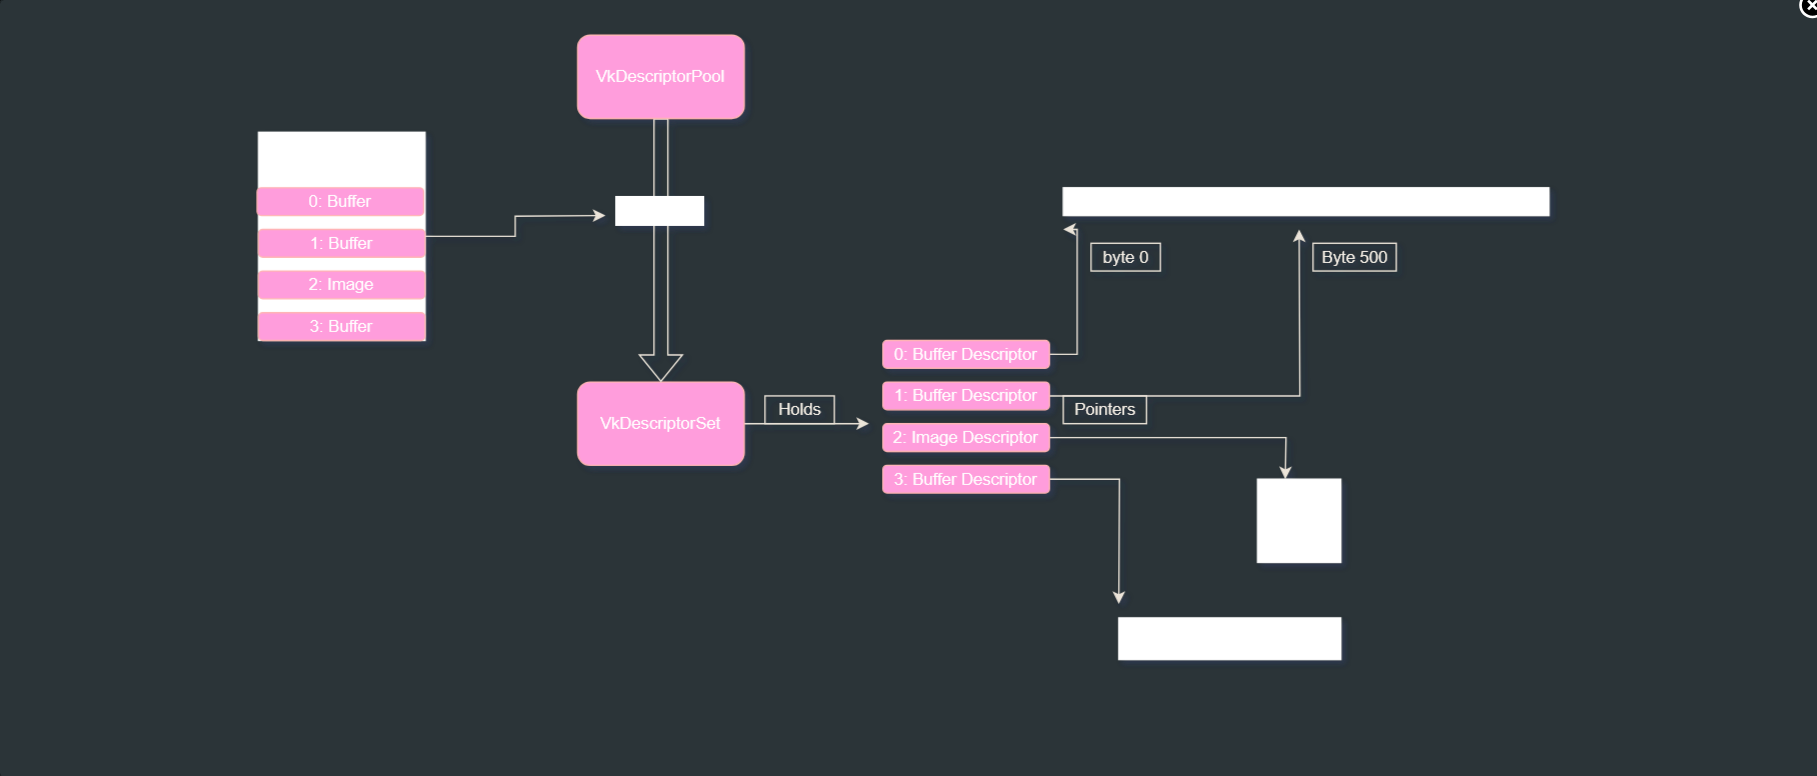 VkDescriptorPool
0: Buffer
1: Buffer
2: Image
3: Buffer
byte 0
Byte 500
0: Buffer Descriptor
1: Buffer Descriptor
2: Image Descriptor
3: Buffer Descriptor
VkDescriptorSet
Holds
Pointers